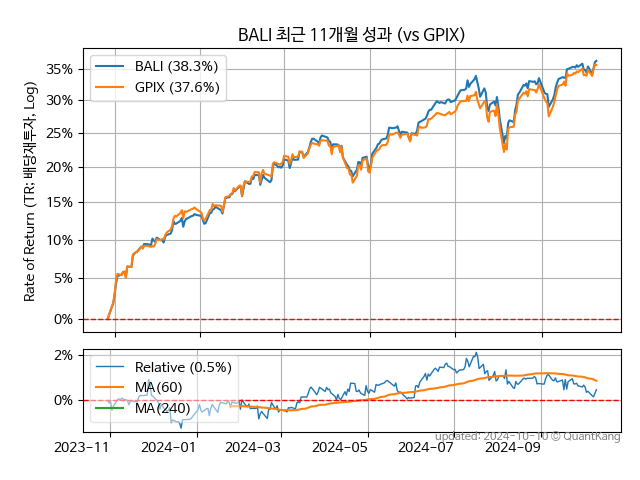 BALI 최근 11개월 성과 (vs GPIX)
Rate of Return (TR; 배당재투자, Log)
35%
30%
25%
20%
15%
10%
5%
0%
BALI (38.3%)
GPIX (37.6%)
2%
0%
Relative (0.5%)
MA(60)
MA(240)
2023-11
2024-01
2024-03
2024-05
2024-07
2024-09
updated: 2024-10-10 © QuantKang